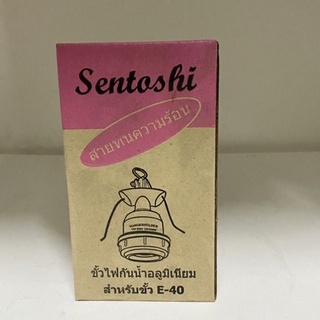 Sentoshi
สายทนความร้อน
ขั้วไฟกันน้ำอลูมิเนียม
สำหรับขั้ว E-40